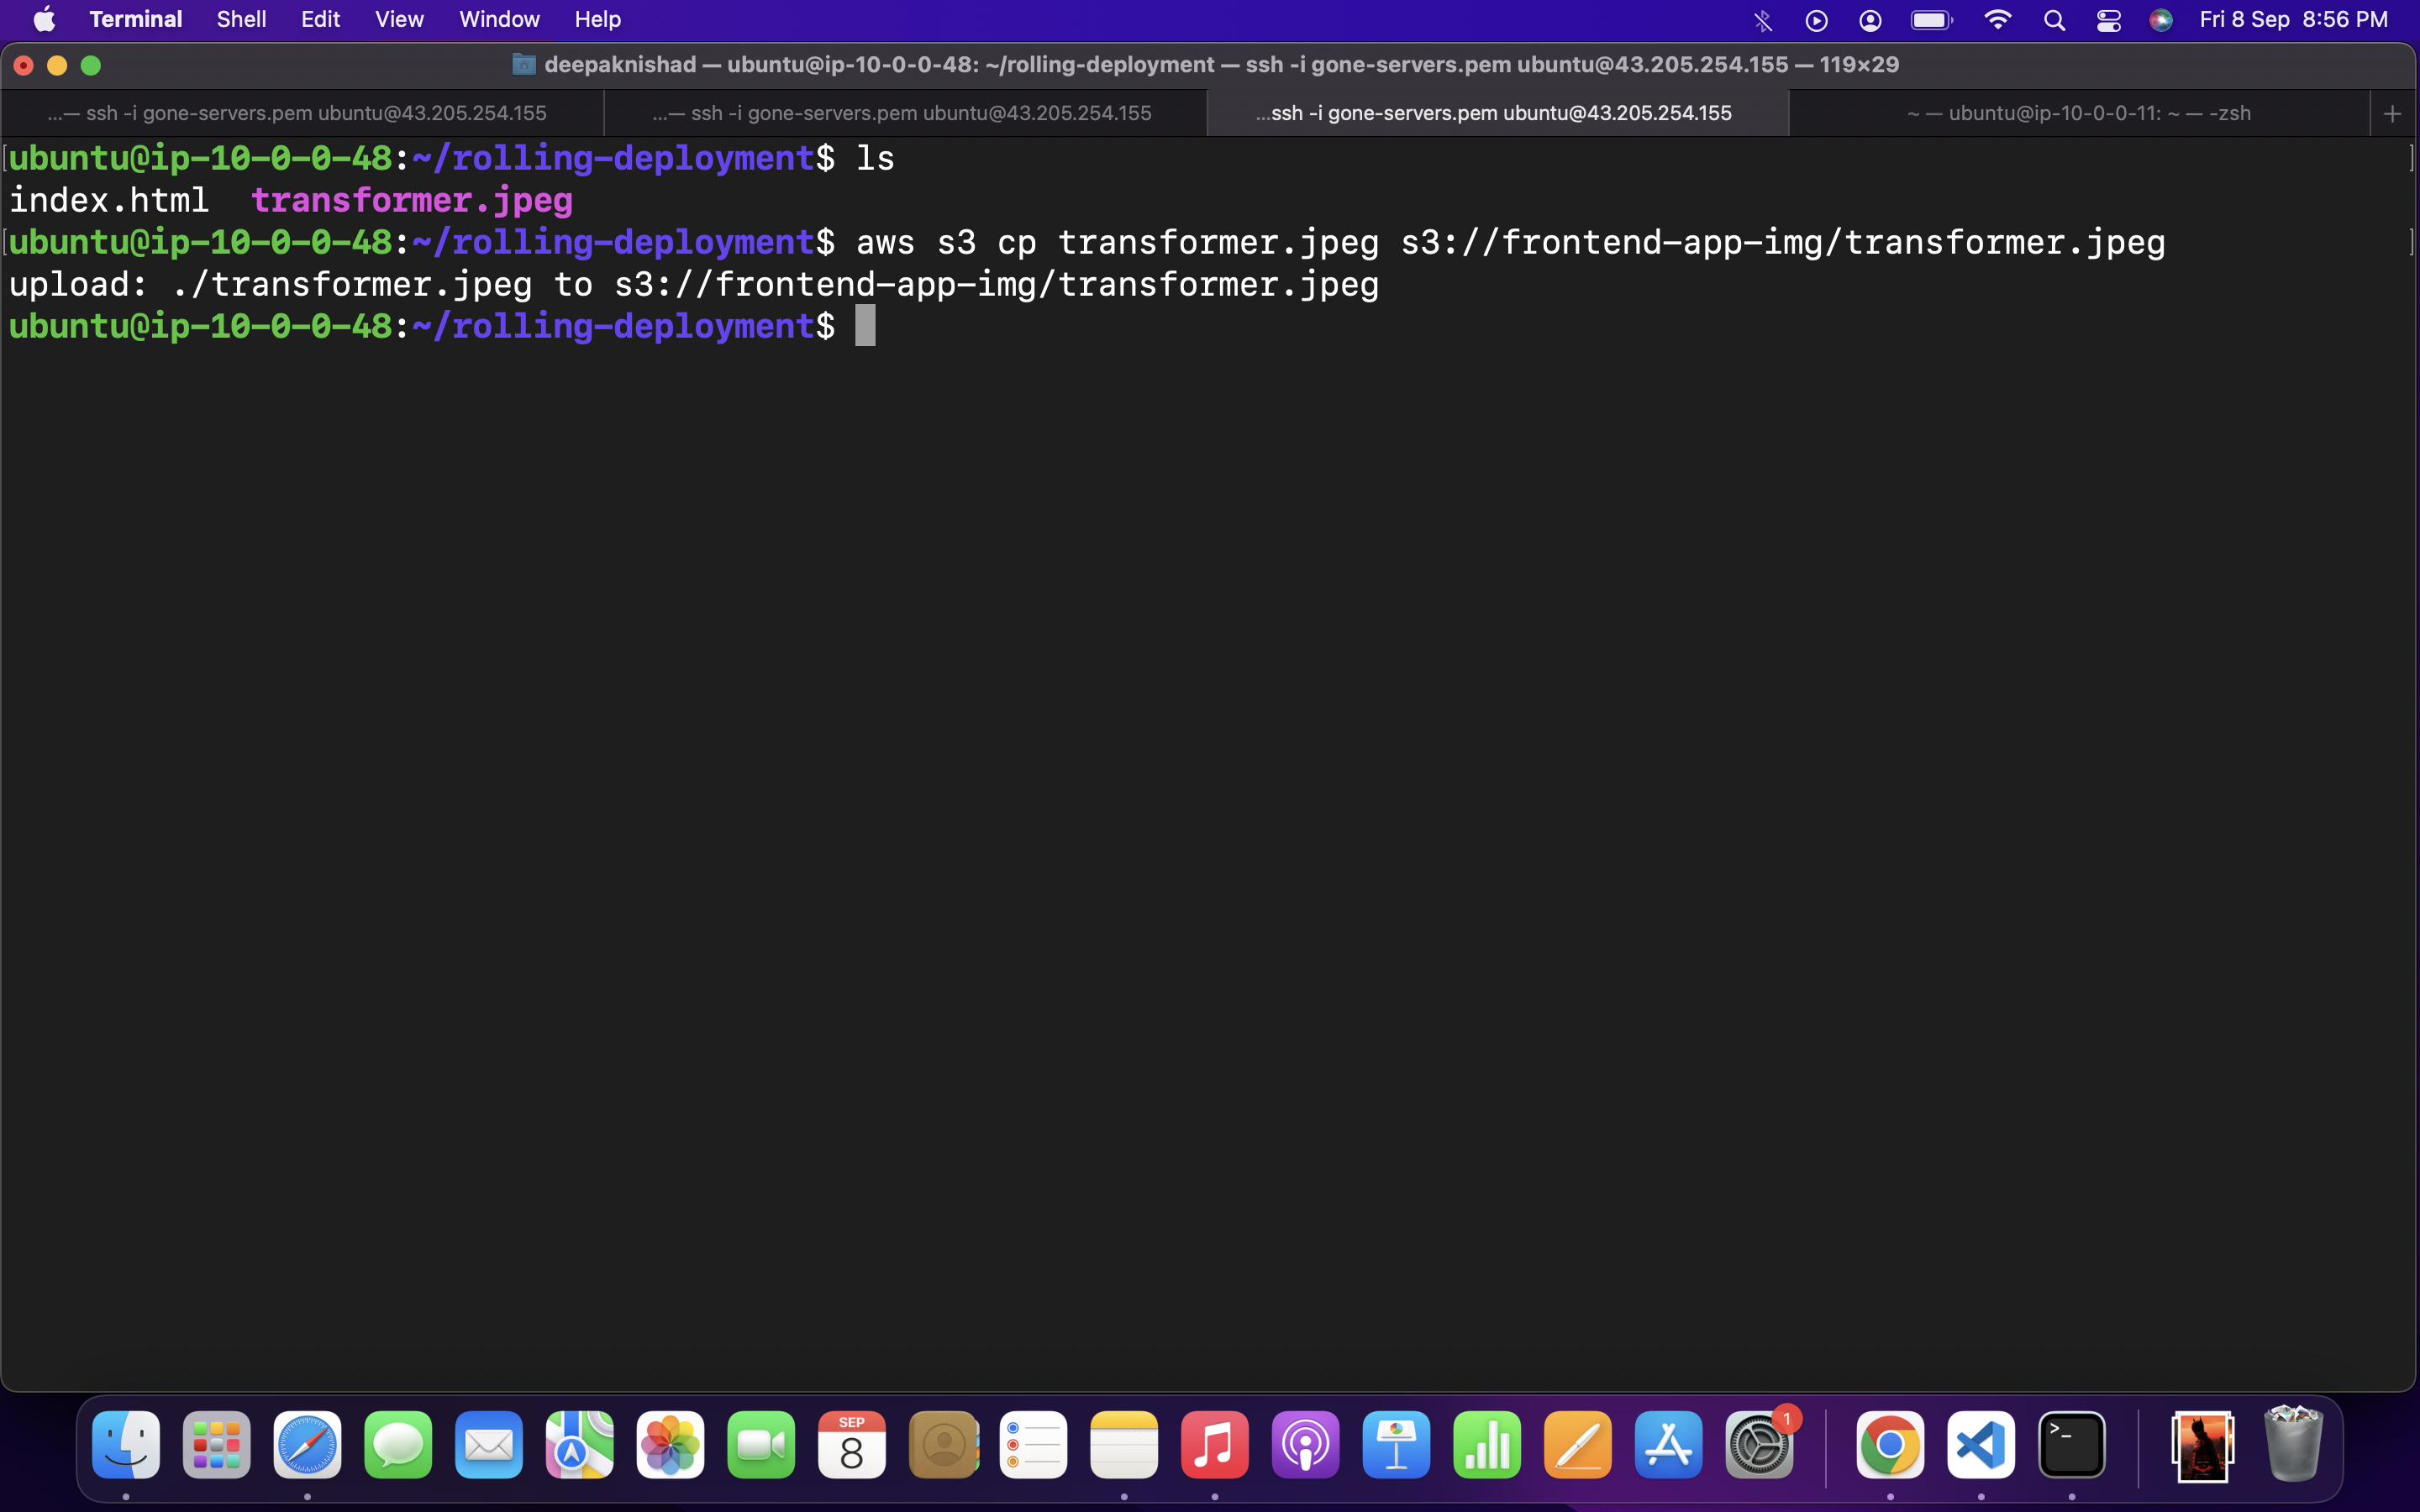 Terminal Shell Edit View Window Help Fri 8 Sep 8:56 PM
deepaknishad — ubuntu@ip-10-0-0-48: ~/rolling-deployment — ssh -i gone-servers.pem ubuntu@43.205.254.155 — 119×29
...— ssh -i gone-servers.pem ubuntu@43.205.254.155
...— ssh -i gone-servers.pem ubuntu@43.205.254.155
...ssh -i gone-servers.pem ubuntu@43.205.254.155
~ — ubuntu@ip-10-0-0-11: ~ — -zsh
[ubuntu@ip-10-0-0-48:~/rolling-deployment$ ls ]
index.html  transformer.jpeg
[ubuntu@ip-10-0-0-48:~/rolling-deployment$ aws s3 cp transformer.jpeg s3://frontend-app-img/transformer.jpeg ]
upload: ./transformer.jpeg to s3://frontend-app-img/transformer.jpeg
ubuntu@ip-10-0-0-48:~/rolling-deployment$
SEP
8
1
>_